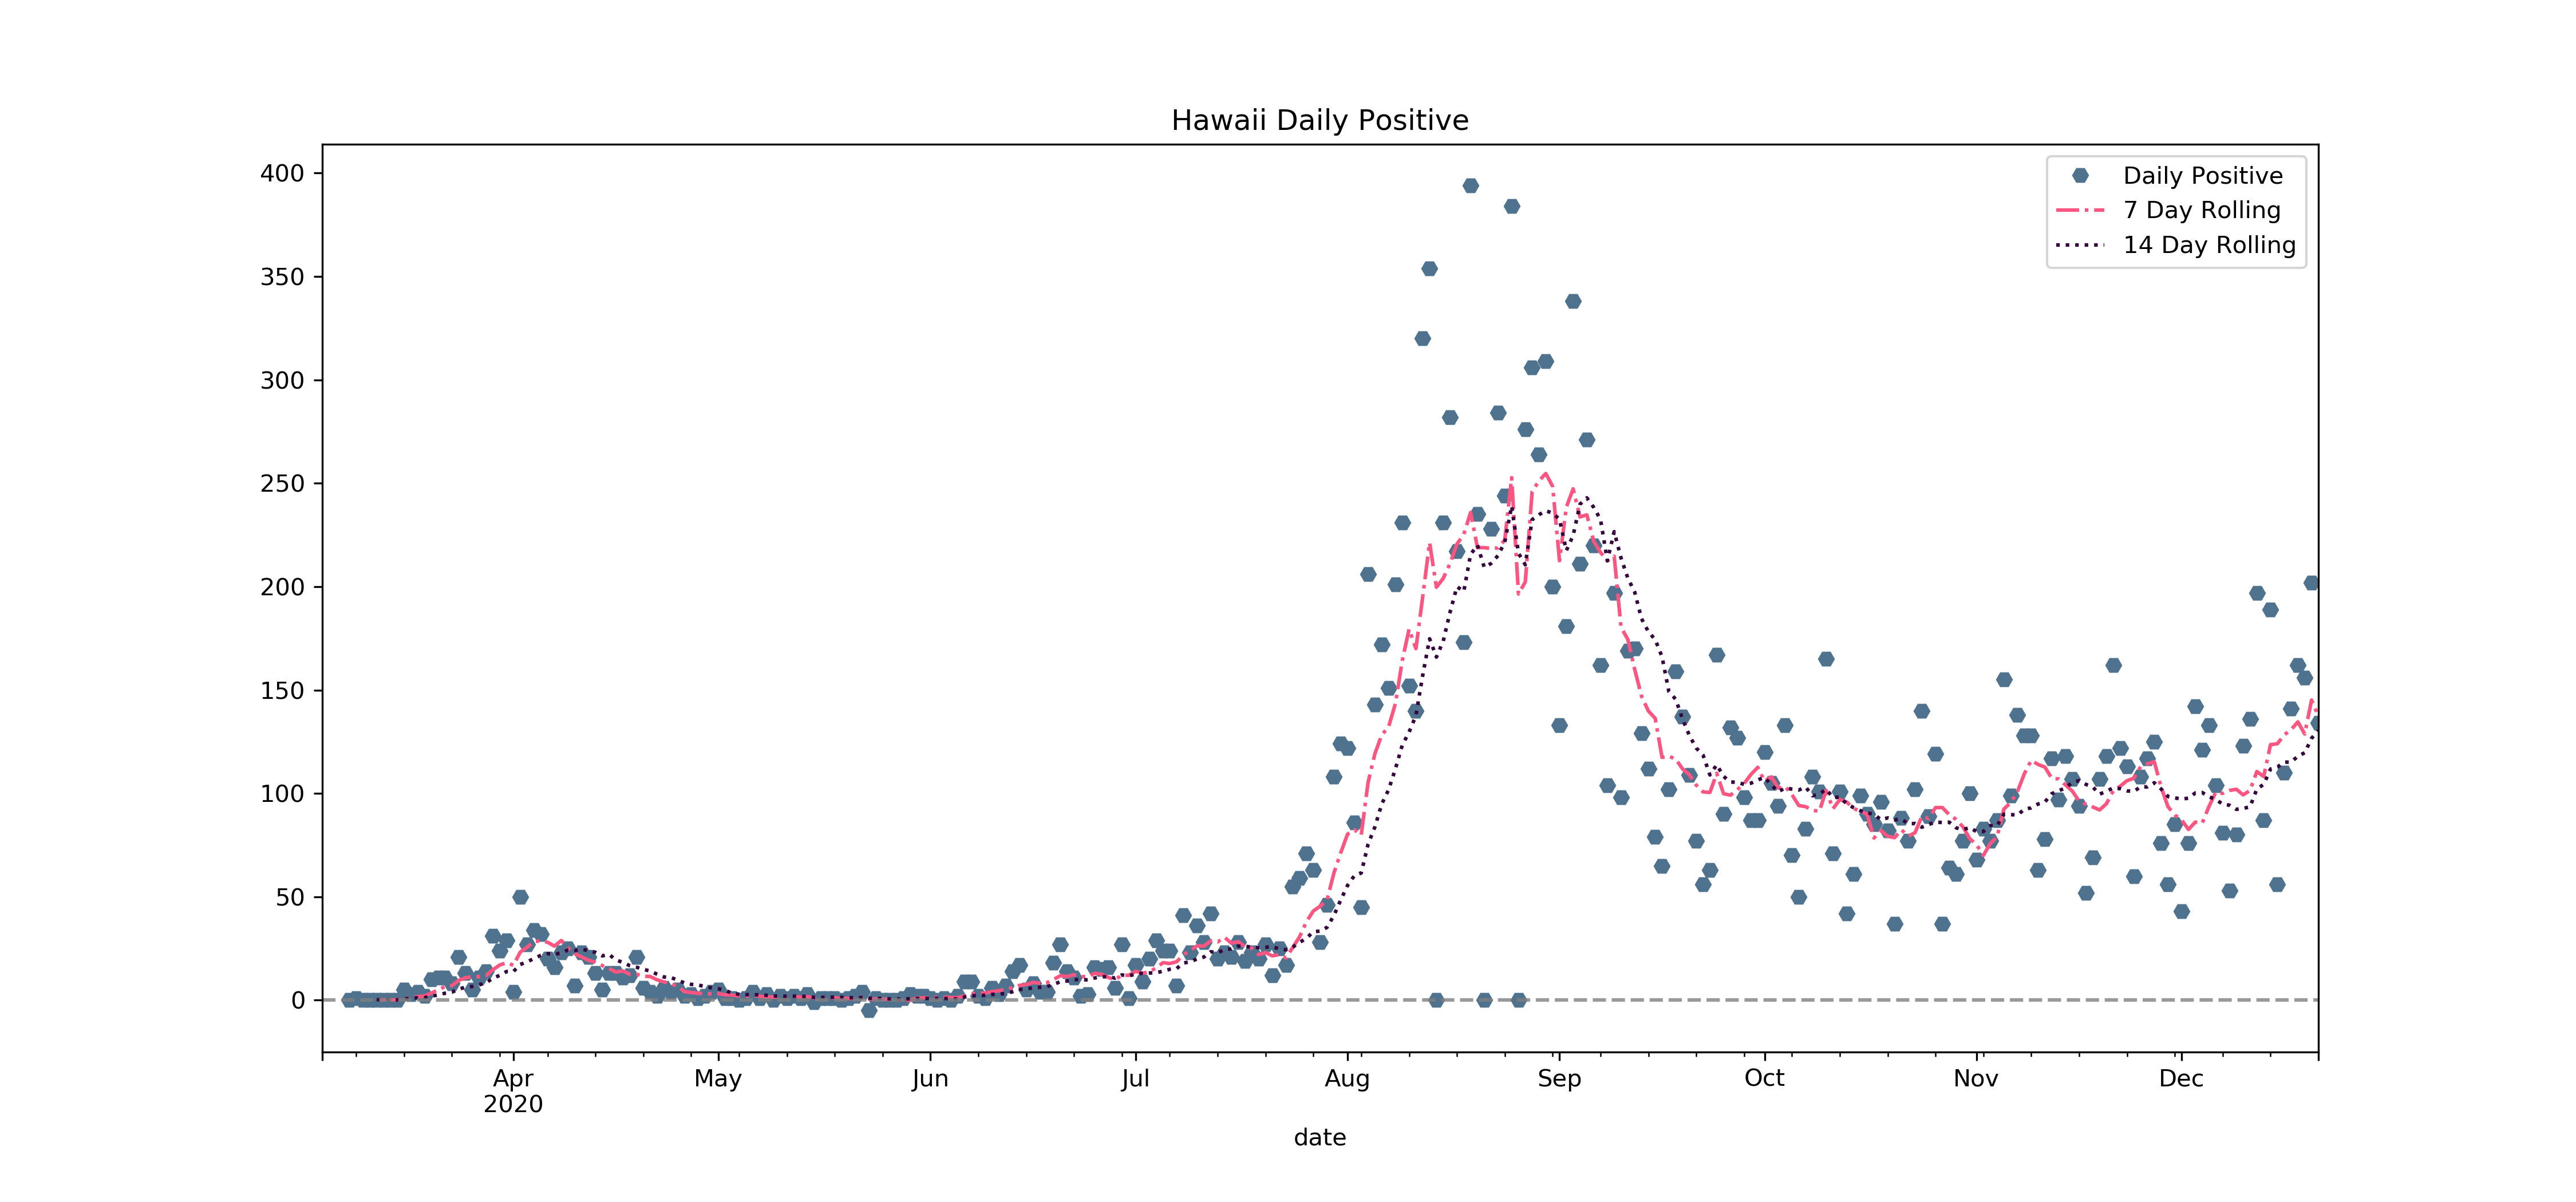 Hawaii Daily Positive
400
350
300
250
200
150
100
50
0
Daily Positive
7 Day Rolling
14 Day Rolling
Apr May Jun Jul Aug Sep Oct Nov Dec
2020
date